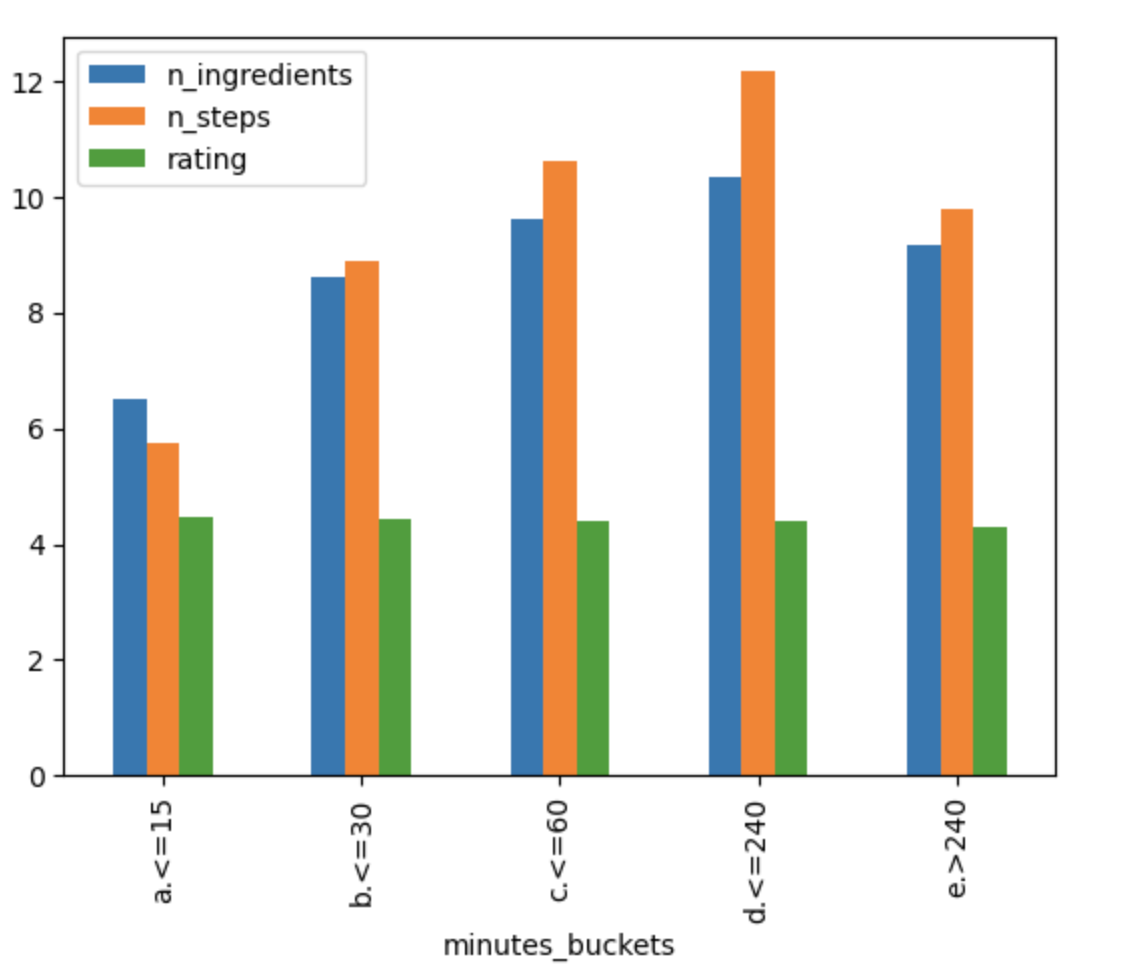 n_ingredients
n_steps
rating
12
10
8
6
4
2
0
a.<=15
b.<=30
c.<=60
d.<=240
e.>240
minutes_buckets